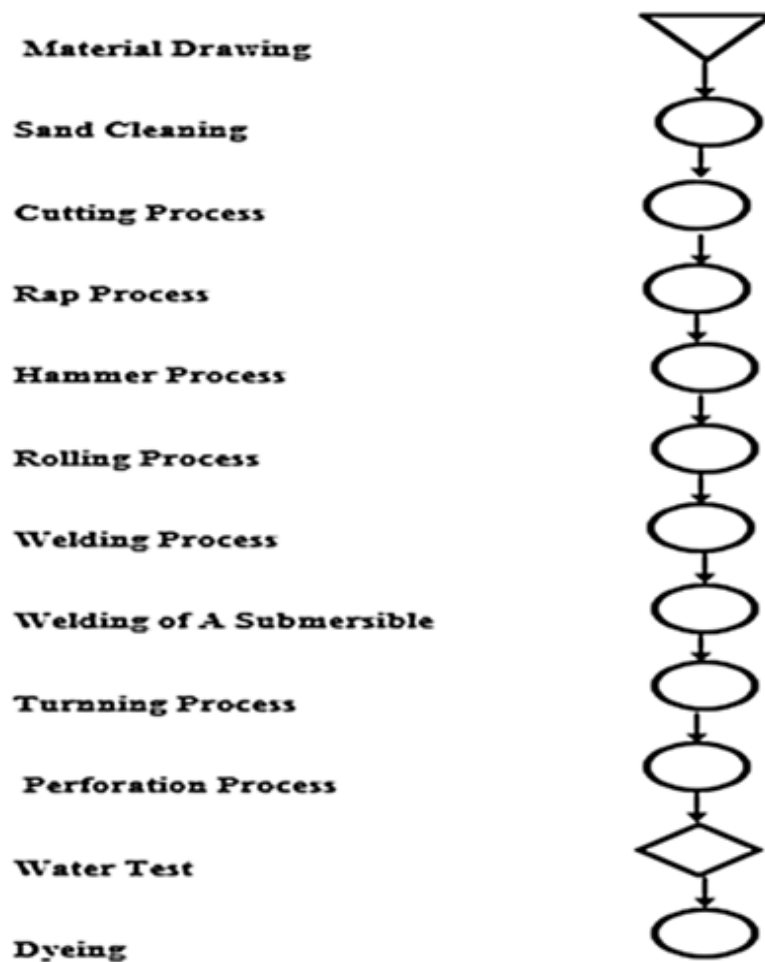 Material Drawing
Sand Cleaning
Cutting Process
Rap Process
Hammer Process
Rolling Process
Welding Process
Welding of A Submersible
Turnning Process
Perforation Process
Water Test
Dyeing